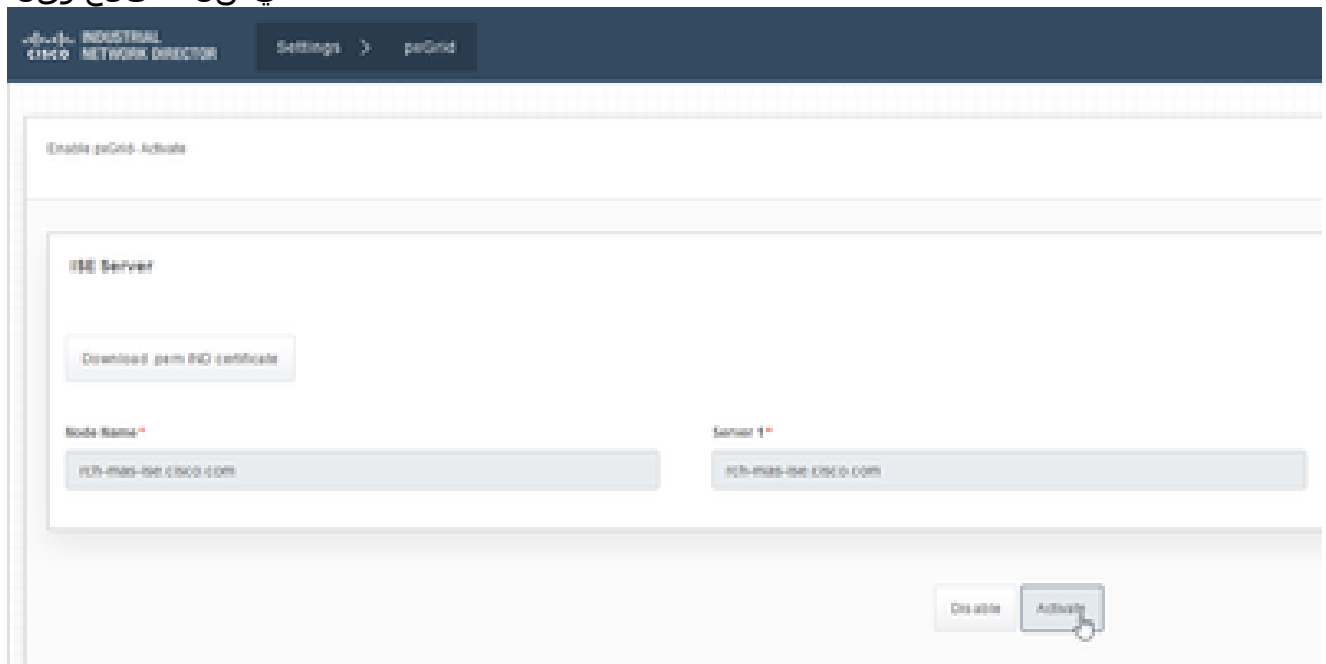 CISCO INDUSTRIAL NETWORK DIRECTOR
Settings > pxGrid
Enable pxGrid- Activate
ISE Server
Download .pem IND certificate
Node Name*
Server 1*
rch-mas-ise.cisco.com
rch-mas-ise.cisco.com
Disable
Activate